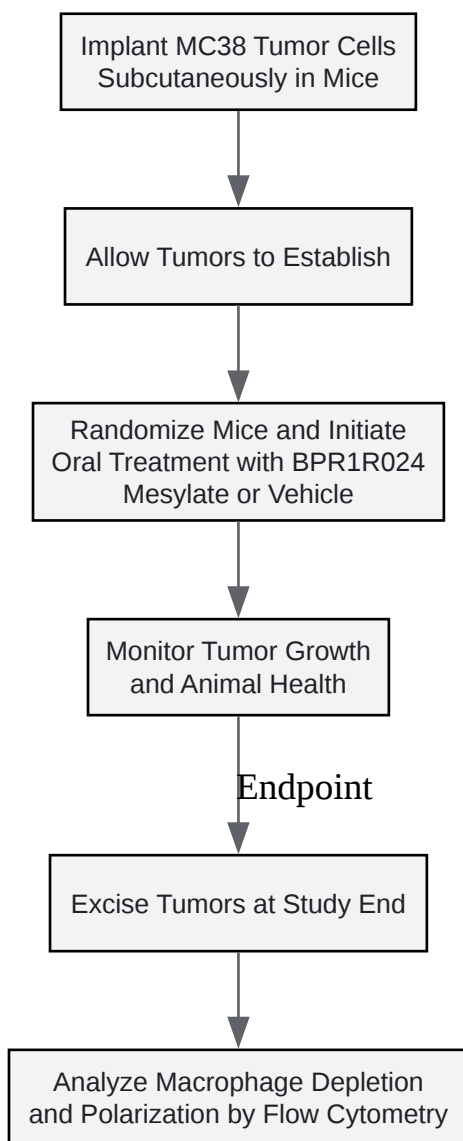 Implant MC38 Tumor Cells
Subcutaneously in Mice
Allow Tumors to Establish
Randomize Mice and Initiate
Oral Treatment with BPR1R024
Mesylate or Vehicle
Monitor Tumor Growth
and Animal Health
Endpoint
Excise Tumors at Study End
Analyze Macrophage Depletion
and Polarization by Flow Cytometry